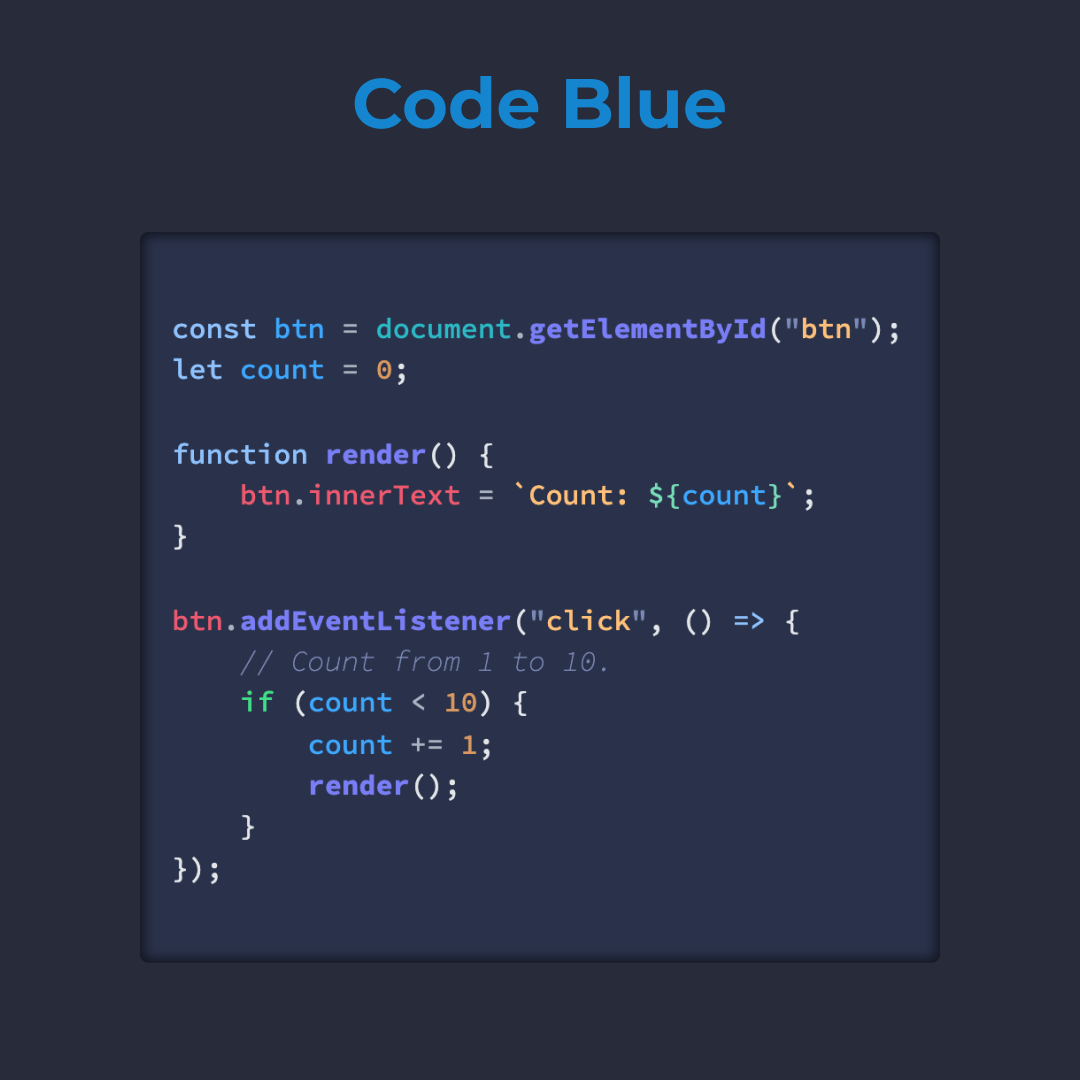 Code Blue
const btn = document.getElementById("btn");
let count = 0;
function render() {
    btn.innerText = `Count: ${count}`;
}
btn.addEventListener("click", () => {
    // Count from 1 to 10.
    if (count < 10) {
        count += 1;
        render();
    }
});